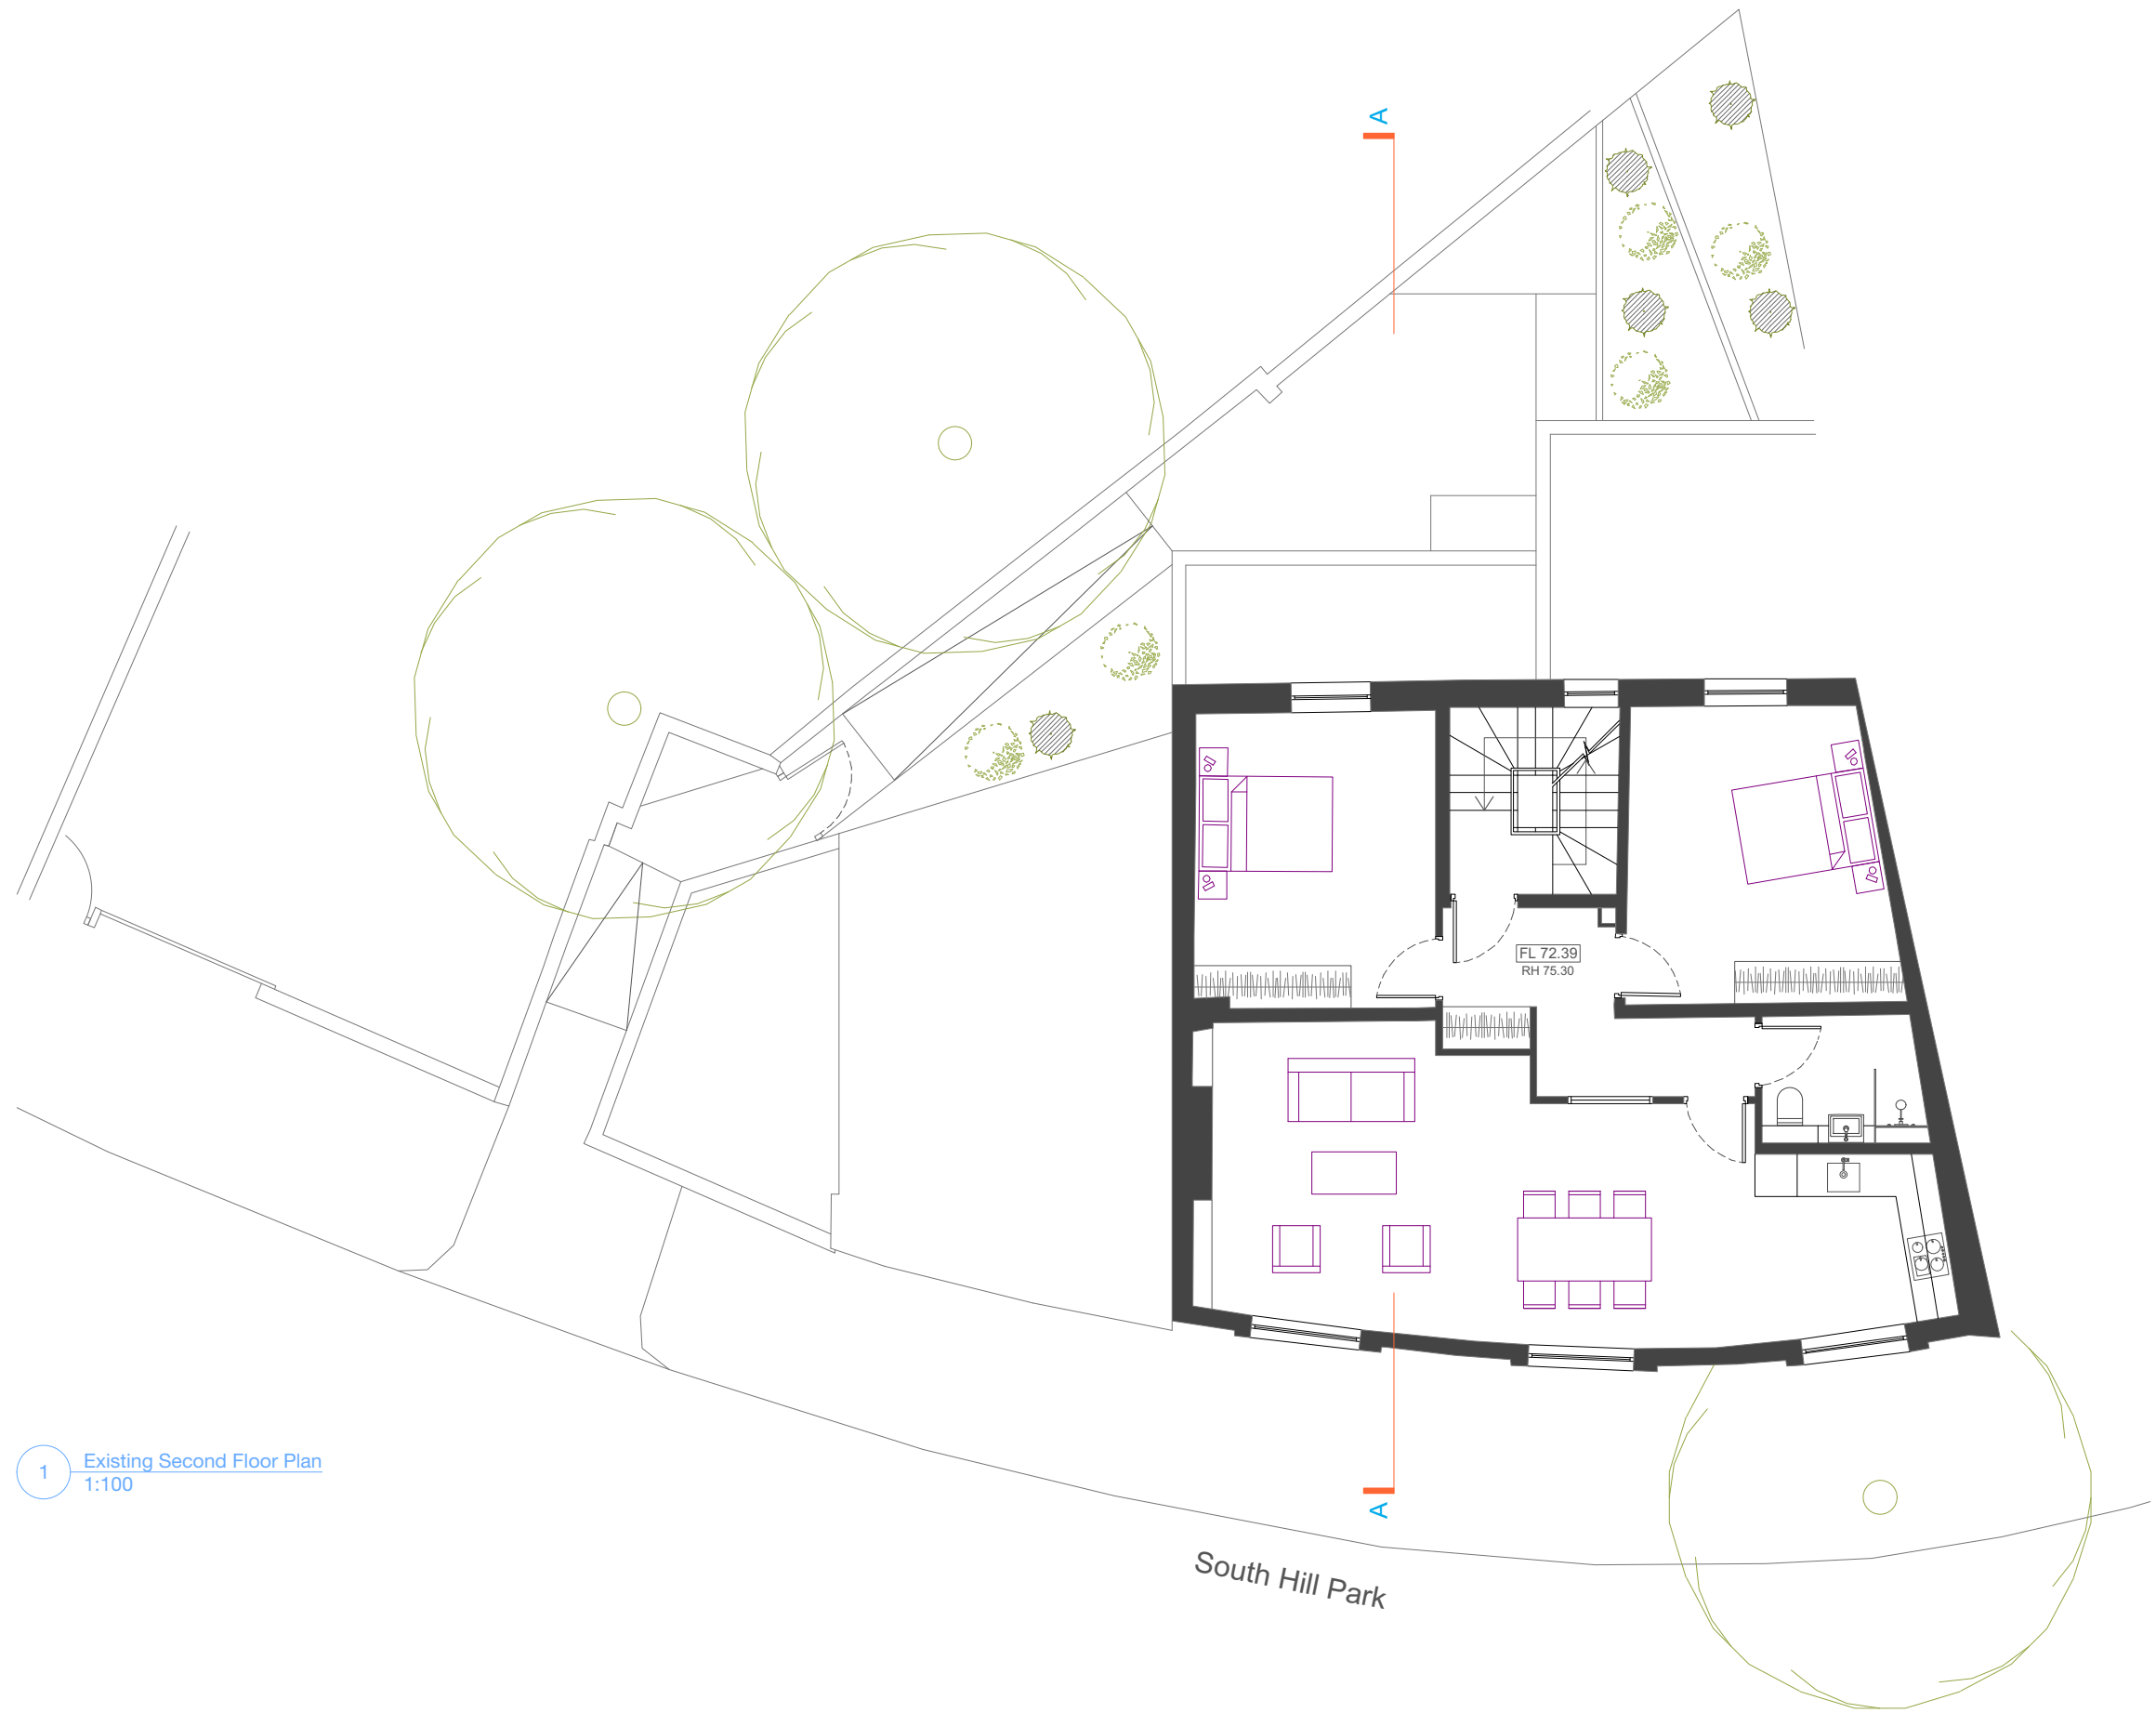 A
FL 72.39
RH 75.30
1
Existing Second Floor Plan
1:100
A
South Hill Park